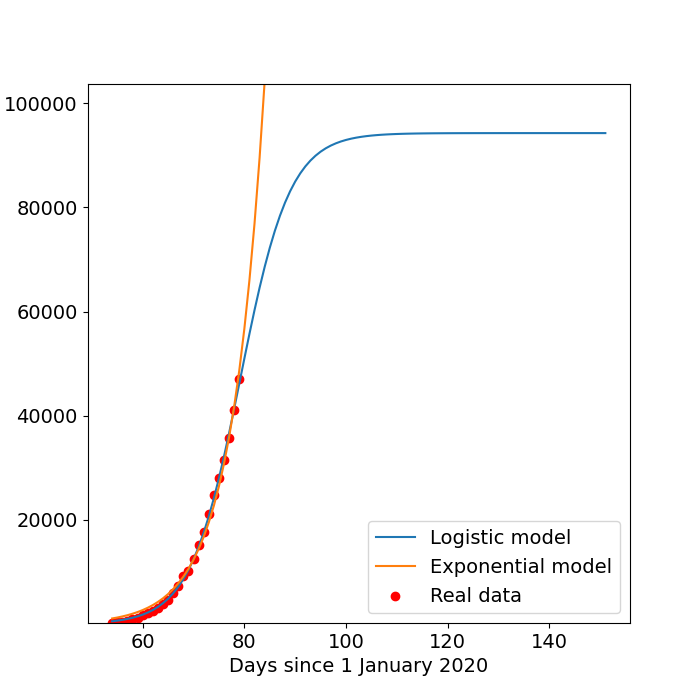 100000
80000
60000
40000
20000
60 80 100 120 140
Days since 1 January 2020
Logistic model
Exponential model
Real data